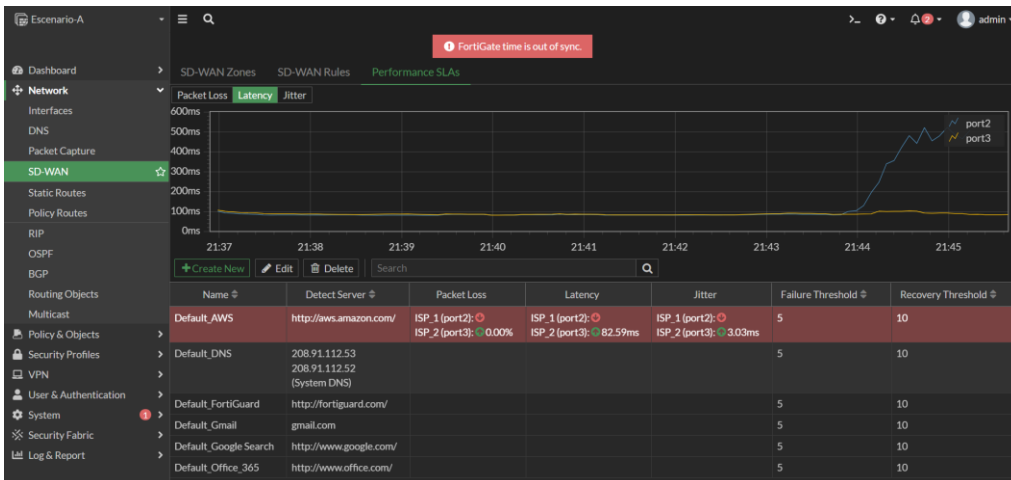 Escenario-A
admin
2
FortiGate time is out of sync.
Dashboard
SD-WAN Zones SD-WAN Rules Performance SLAs
Network
Packet Loss Latency Jitter
Interfaces
DNS
Packet Capture
SD-WAN
Static Routes
Policy Routes
RIP
OSPF
BGP
Routing Objects
Multicast
Policy & Objects
Security Profiles
VPN
User & Authentication
System 1
Security Fabric
Log & Report
600ms
500ms
400ms
300ms
200ms
100ms
0ms
port2
port3
21:37 21:38 21:39 21:40 21:41 21:42 21:43 21:44 21:45
+Create New Edit Delete Search
Name Detect Server Packet Loss Latency Jitter Failure Threshold Recovery Threshold
Default_AWS http://aws.amazon.com/ ISP_1 (port2): ISP_1 (port2): ISP_1 (port2): 5 10
ISP_2 (port3): 0.00% ISP_2 (port3): 82.59ms ISP_2 (port3): 3.03ms
Default_DNS 208.91.112.53 5 10
208.91.112.52
(System DNS)
Default_FortiGuard http://fortiguard.com/ 5 10
Default_Gmail gmail.com 5 10
Default_Google Search http://www.google.com/ 5 10
Default_Office_365 http://www.office.com/ 5 10